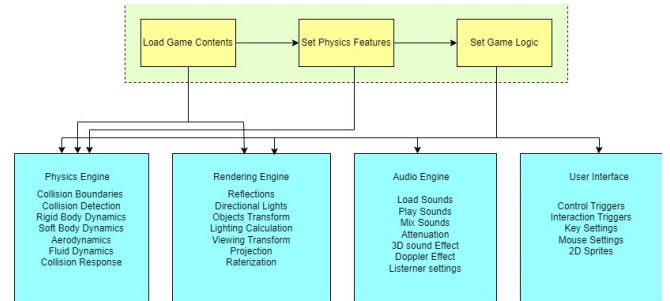 Load Game Contents
Set Physics Features
Set Game Logic
Physics Engine
Collision Boundaries
Collision Detection
Rigid Body Dynamics
Soft Body Dynamics
Aerodynamics
Fluid Dynamics
Collision Response
Rendering Engine
Reflections
Directional Lights
Objects Transform
Lighting Calculation
Viewing Transform
Projection
Raterization
Audio Engine
Load Sounds
Play Sounds
Mix Sounds
Attenuation
3D sound Effect
Doppler Effect
Listerner settings
User Interface
Control Triggers
Interaction Triggers
Key Settings
Mouse Settings
2D Sprites